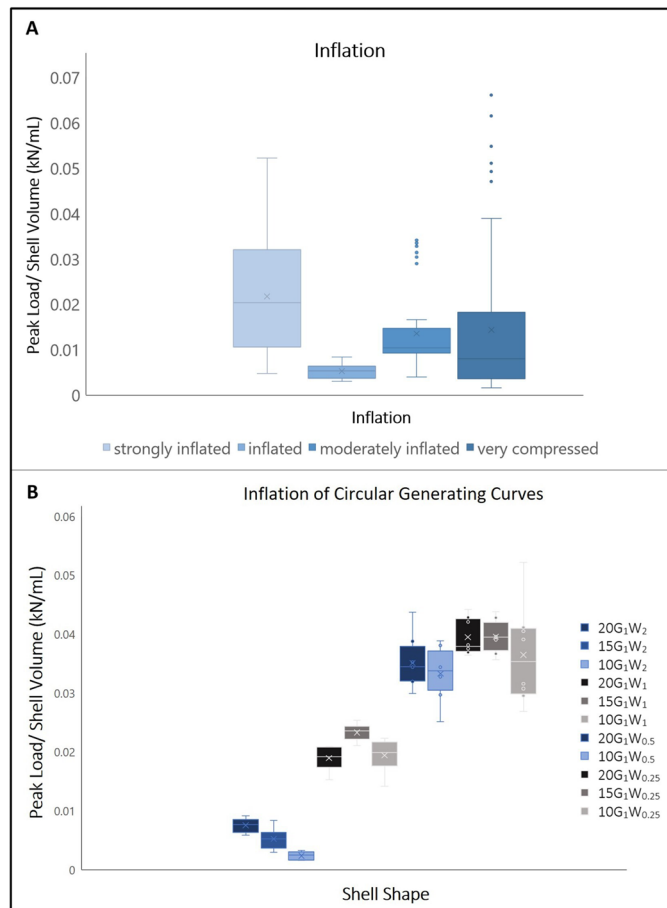 A
Inflation
0.07
0.06
0.05
0.04
0.03
0.02
0.01
0
Peak Load/ Shell Volume (kN/mL)
Inflation
strongly inflated inflated moderately inflated very compressed
B
Inflation of Circular Generating Curves
0.06
0.05
0.04
0.03
0.02
0.01
0
Peak Load/ Shell Volume (kN/mL)
Shell Shape
20G₁W₂
15G₁W₂
10G₁W₂
20G₁W₁
15G₁W₁
10G₁W₁
20G₁W₀.₅
10G₁W₀.₅
20G₁W₀.₂₅
15G₁W₀.₂₅
10G₁W₀.₂₅